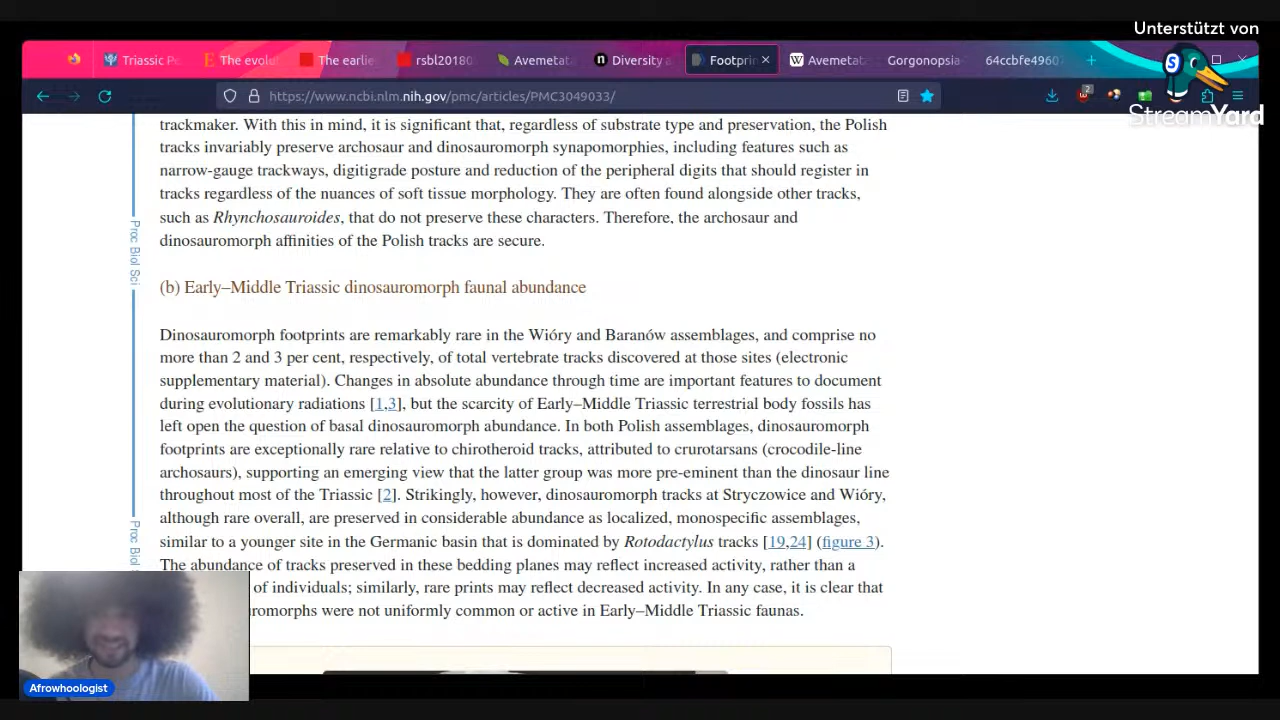 Unterstützt von
StreamYard
Triassic Pe
The evolu
The earlie
rsbl20180
Avemetata
Diversity a
Footprin
Avemetata
Gorgonopsia
64ccbfe4960
https://www.ncbi.nlm.nih.gov/pmc/articles/PMC3049033/
2
trackmaker. With this in mind, it is significant that, regardless of substrate type and preservation, the Polish
tracks invariably preserve archosaur and dinosauromorph synapomorphies, including features such as
narrow-gauge trackways, digitigrade posture and reduction of the peripheral digits that should register in
tracks regardless of the nuances of soft tissue morphology. They are often found alongside other tracks,
such as Rhynchosauroides, that do not preserve these characters. Therefore, the archosaur and
dinosauromorph affinities of the Polish tracks are secure.
Proc Biol Sci
(b) Early–Middle Triassic dinosauromorph faunal abundance
Dinosauromorph footprints are remarkably rare in the Wióry and Baranów assemblages, and comprise no
more than 2 and 3 per cent, respectively, of total vertebrate tracks discovered at those sites (electronic
supplementary material). Changes in absolute abundance through time are important features to document
during evolutionary radiations [1,3], but the scarcity of Early–Middle Triassic terrestrial body fossils has
left open the question of basal dinosauromorph abundance. In both Polish assemblages, dinosauromorph
footprints are exceptionally rare relative to chirotheroid tracks, attributed to crurotarsans (crocodile-line
archosaurs), supporting an emerging view that the latter group was more pre-eminent than the dinosaur line
throughout most of the Triassic [2]. Strikingly, however, dinosauromorph tracks at Stryczowice and Wióry,
although rare overall, are preserved in considerable abundance as localized, monospecific assemblages,
similar to a younger site in the Germanic basin that is dominated by Rotodactylus tracks [19,24] (figure 3).
The abundance of tracks preserved in these bedding planes may reflect increased activity, rather than a
of individuals; similarly, rare prints may reflect decreased activity. In any case, it is clear that
uromorphs were not uniformly common or active in Early–Middle Triassic faunas.
Proc Biol
Afrowhoologist